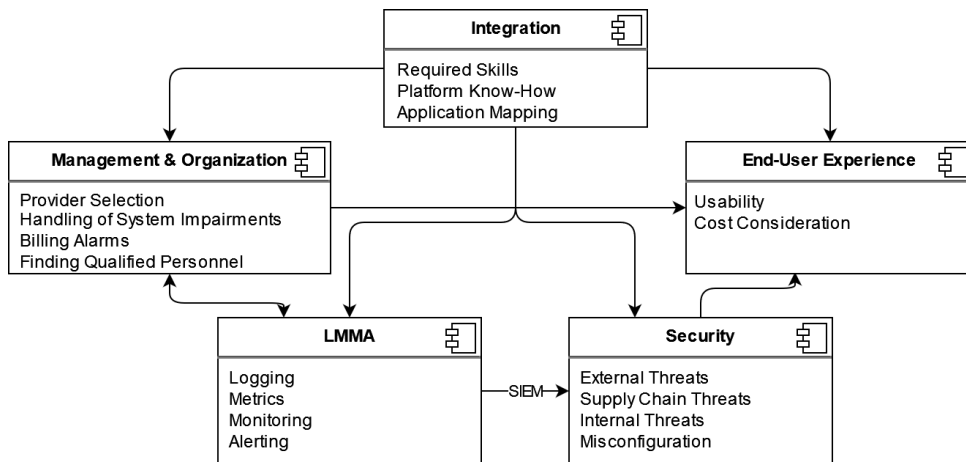 Integration
Required Skills
Platform Know-How
Application Mapping
Management & Organization
Provider Selection
Handling of System Impairments
Billing Alarms
Finding Qualified Personnel
End-User Experience
Usability
Cost Consideration
LMMA
Logging
Metrics
Monitoring
Alerting
SIEM
Security
External Threats
Supply Chain Threats
Internal Threats
Misconfiguration